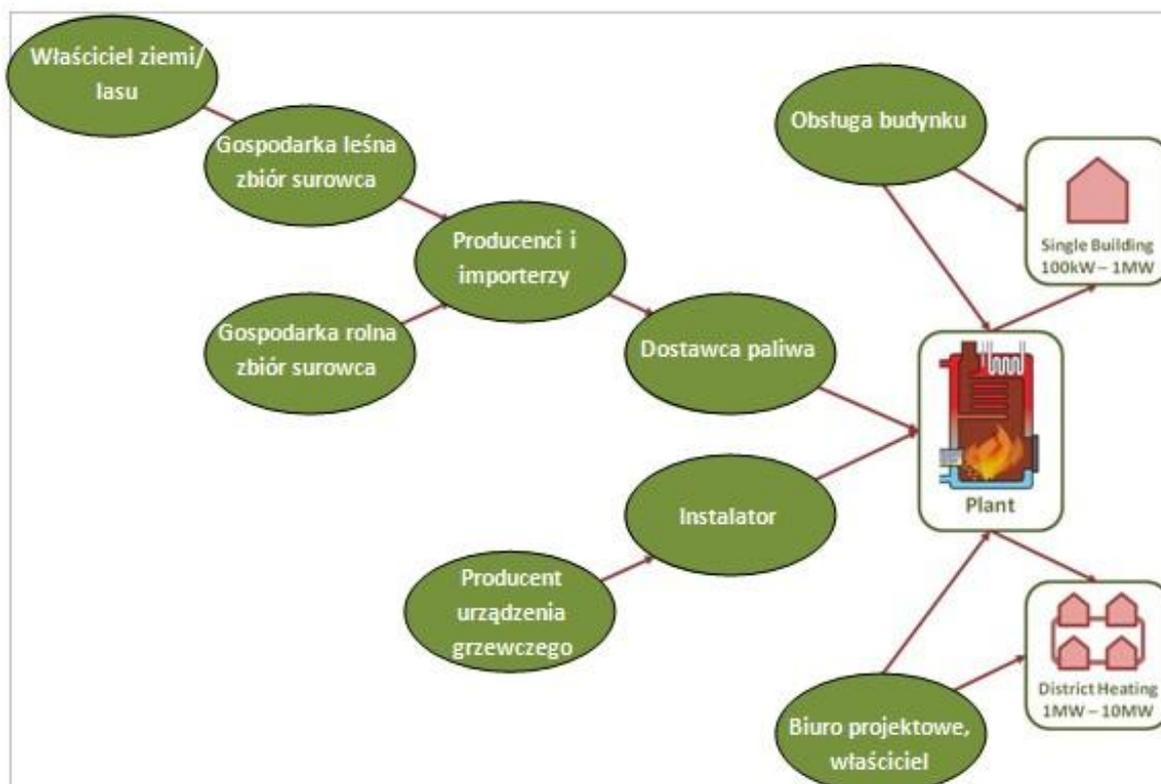 Właściciel ziemi/
lasu
Gospodarka leśna
zbiór surowca
Obsługa budynku
Producenci i
importerzy
Single Building
100kW – 1MW
Gospodarka rolna
zbiór surowca
Dostawca paliwa
Plant
Instalator
Producent
urządzenia
grzewczego
District Heating
1MW – 10MW
Biuro projektowe,
właściciel